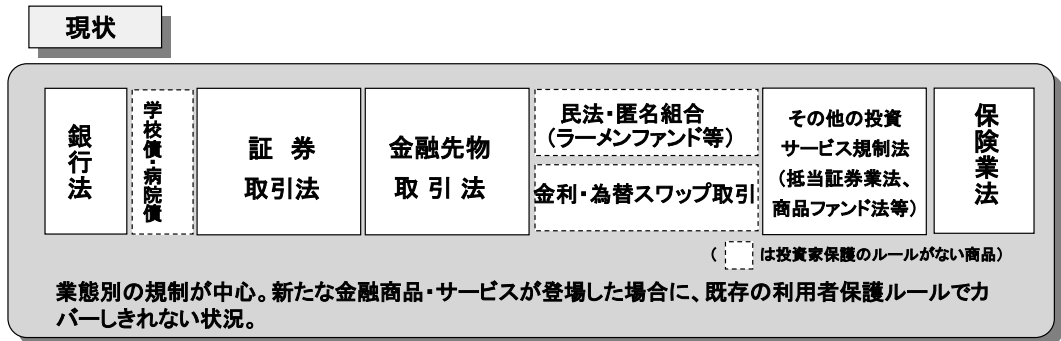 現状
銀行法
学校債・病院債
証 券
取引法
金融先物
取 引 法
民法・匿名組合
(ラーメンファンド等)
金利・為替スワップ取引
その他の投資
サービス規制法
(抵当証券業法、
商品ファンド法等)
保険業法
( は投資家保護のルールがない商品)
業態別の規制が中心。新たな金融商品・サービスが登場した場合に、既存の利用者保護ルールでカ
バーしきれない状況。